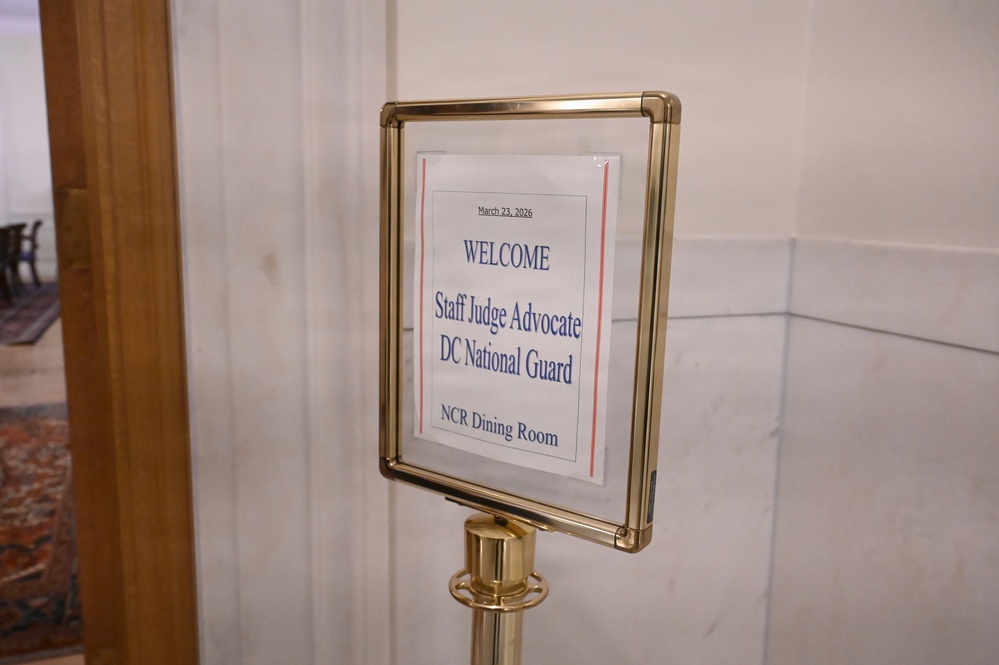 March 23, 2026
WELCOME
Staff Judge Advocate
DC National Guard
NCR Dining Room